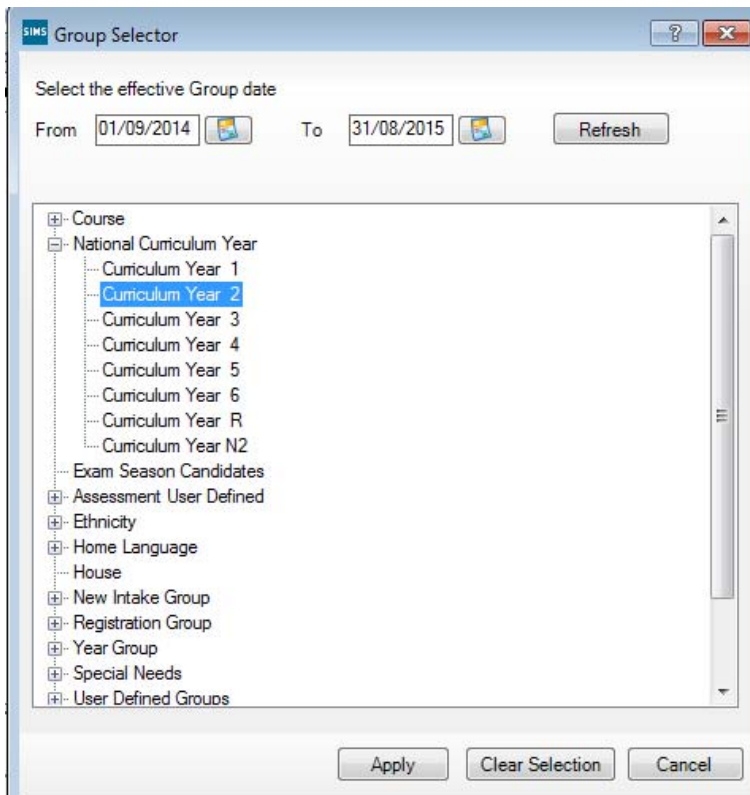 SIMS Group Selector
Select the effective Group date
From 01/09/2014 To 31/08/2015 Refresh
Course
National Curriculum Year
Curriculum Year 1
Curriculum Year 2
Curriculum Year 3
Curriculum Year 4
Curriculum Year 5
Curriculum Year 6
Curriculum Year R
Curriculum Year N2
Exam Season Candidates
Assessment User Defined
Ethnicity
Home Language
House
New Intake Group
Registration Group
Year Group
Special Needs
User Defined Groups
Apply Clear Selection Cancel